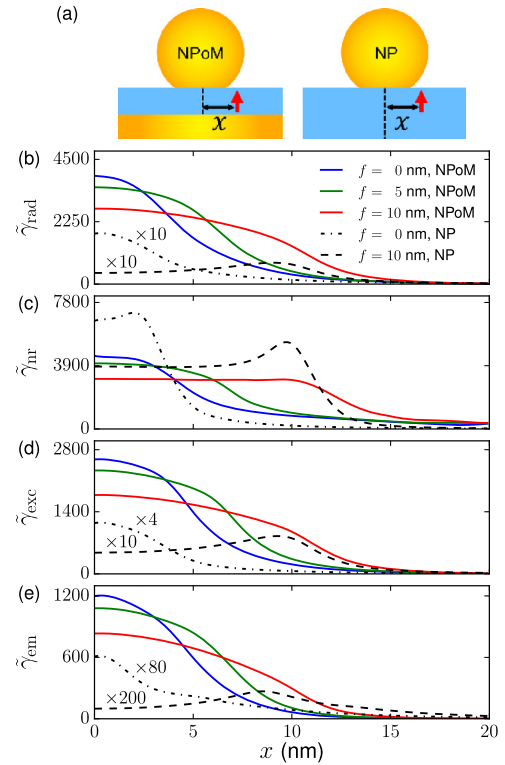 (a)
NPoM
NP
x
x
(b)
4500
2250
0
γ̃rad
f = 0 nm, NPoM
f = 5 nm, NPoM
f = 10 nm, NPoM
f = 0 nm, NP
f = 10 nm, NP
×10
×10
(c)
7800
3900
0
γ̃nr
(d)
2800
1400
0
γ̃exc
×4
×10
(e)
1200
600
0
γ̃em
×80
×200
0 5 10 15 20
x (nm)